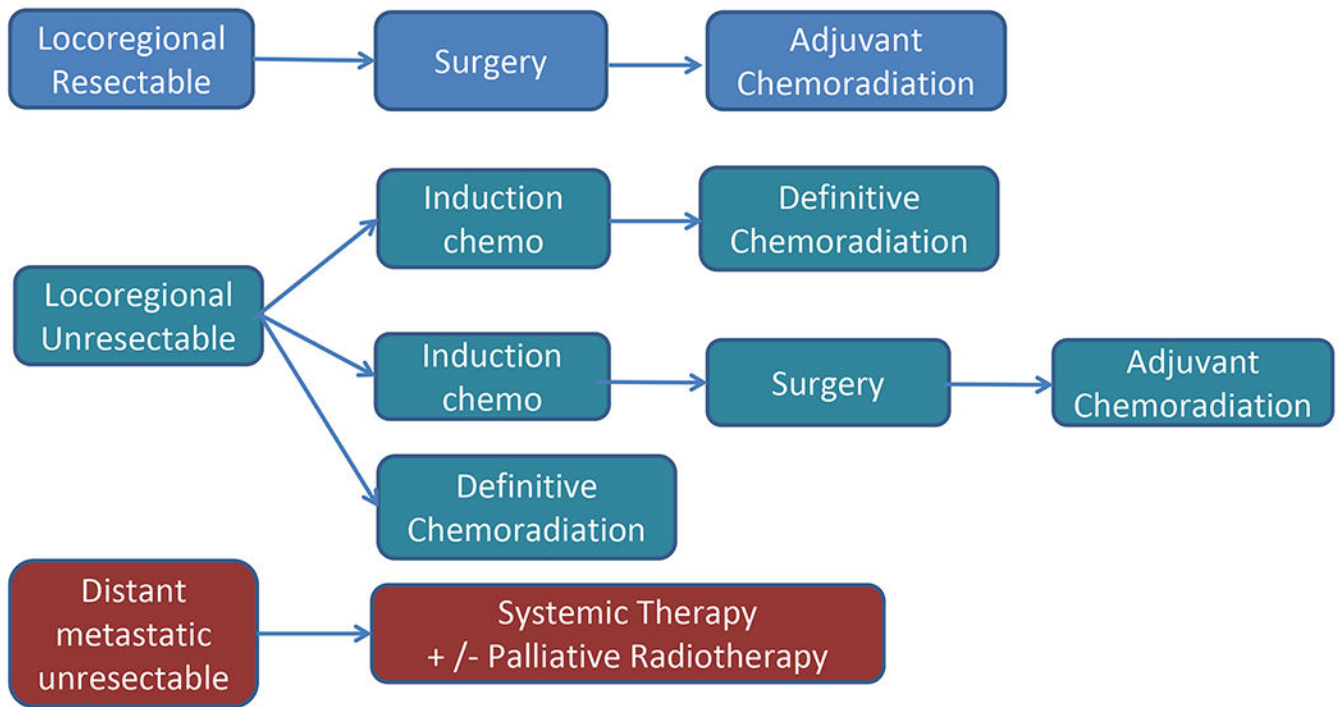 Locoregional
Resectable
Surgery
Adjuvant
Chemoradiation
Induction
chemo
Definitive
Chemoradiation
Locoregional
Unresectable
Induction
chemo
Surgery
Adjuvant
Chemoradiation
Definitive
Chemoradiation
Distant
metastatic
unresectable
Systemic Therapy
+ /- Palliative Radiotherapy